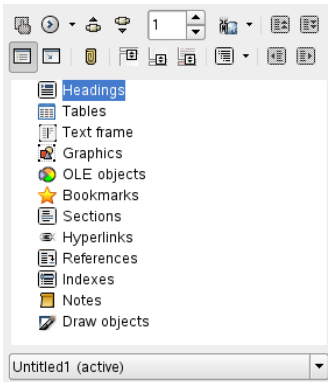 1
Headings
Tables
Text frame
Graphics
OLE objects
Bookmarks
Sections
Hyperlinks
References
Indexes
Notes
Draw objects
Untitled1 (active)